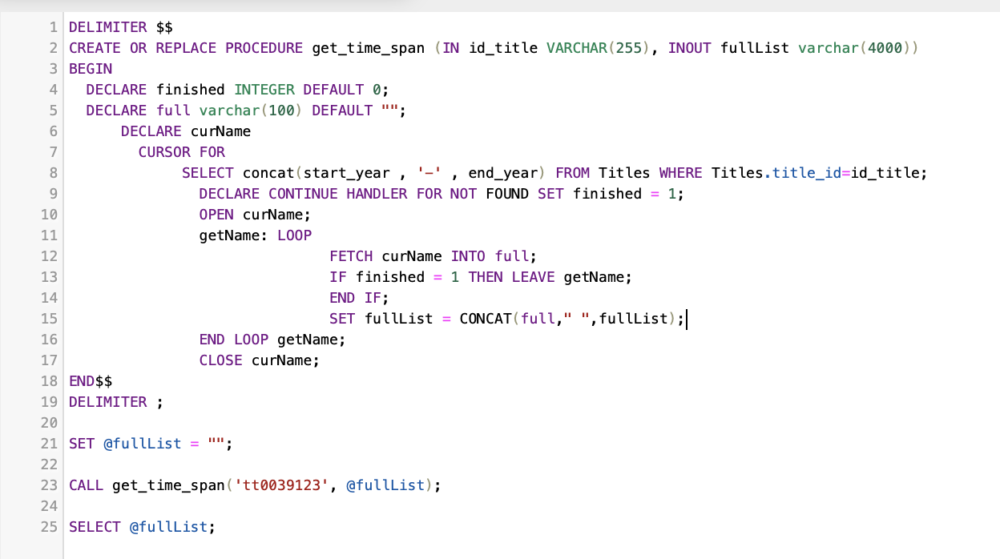 1 DELIMITER $$
2 CREATE OR REPLACE PROCEDURE get_time_span (IN id_title VARCHAR(255), INOUT fullList varchar(4000))
3 BEGIN
4 DECLARE finished INTEGER DEFAULT 0;
5 DECLARE full varchar(100) DEFAULT "";
6 DECLARE curName
7 CURSOR FOR
8 SELECT concat(start_year , '-' , end_year) FROM Titles WHERE Titles.title_id=id_title;
9 DECLARE CONTINUE HANDLER FOR NOT FOUND SET finished = 1;
10 OPEN curName;
11 getName: LOOP
12 FETCH curName INTO full;
13 IF finished = 1 THEN LEAVE getName;
14 END IF;
15 SET fullList = CONCAT(full," ",fullList);
16 END LOOP getName;
17 CLOSE curName;
18 END$$
19 DELIMITER ;
20
21 SET @fullList = "";
22
23 CALL get_time_span('tt0039123', @fullList);
24
25 SELECT @fullList;